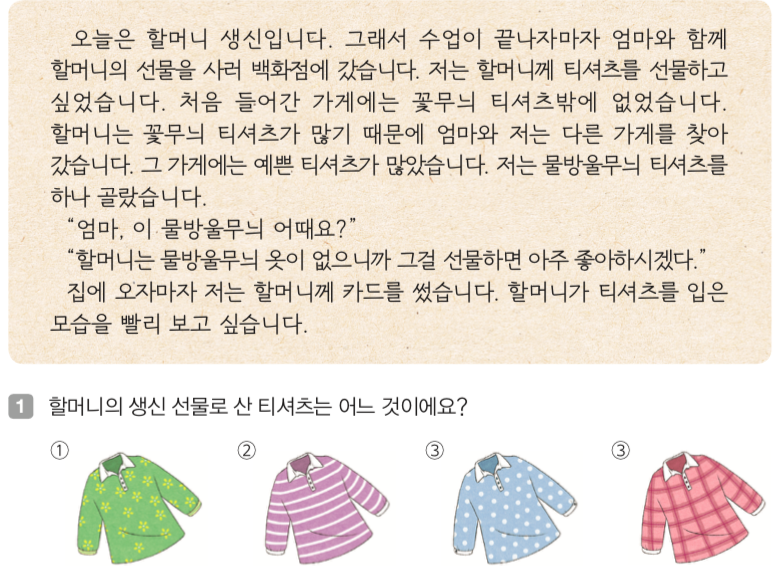 오늘은 할머니 생신입니다. 그래서 수업이 끝나자마자 엄마와 함께
할머니의 선물을 사러 백화점에 갔습니다. 저는 할머니께 티셔츠를 선물하고
싶었습니다. 처음 들어간 가게에는 꽃무늬 티셔츠밖에 없었습니다.
할머니는 꽃무늬 티셔츠가 많기 때문에 엄마와 저는 다른 가게를 찾아
갔습니다. 그 가게에는 예쁜 티셔츠가 많았습니다. 저는 물방울무늬 티셔츠를
하나 골랐습니다.
“엄마, 이 물방울무늬 어때요?”
“할머니는 물방울무늬 옷이 없으니까 그걸 선물하면 아주 좋아하시겠다.”
집에 오자마자 저는 할머니께 카드를 썼습니다. 할머니가 티셔츠를 입은
모습을 빨리 보고 싶습니다.
1 할머니의 생신 선물로 산 티셔츠는 어느 것이에요?
① ② ③ ③